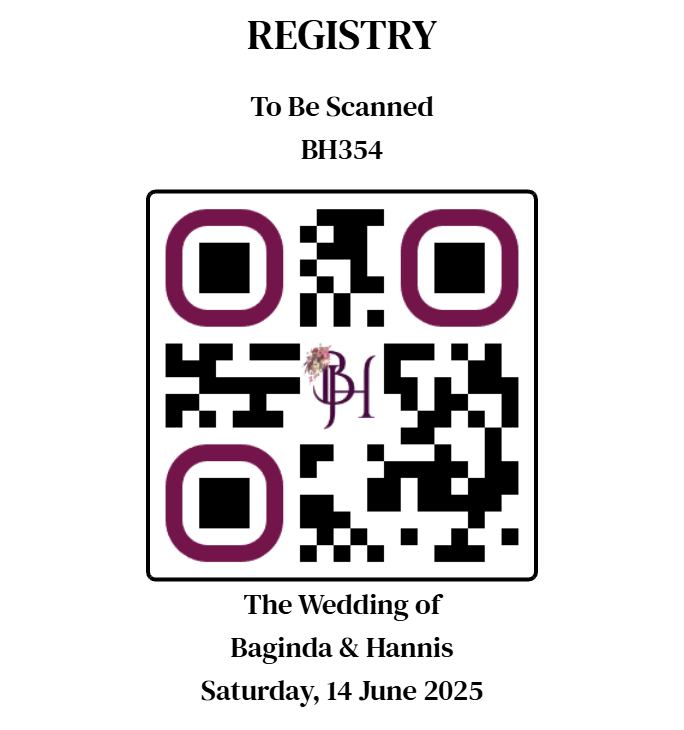 REGISTRY
To Be Scanned
BH354
BH
The Wedding of
Baginda & Hannis
Saturday, 14 June 2025